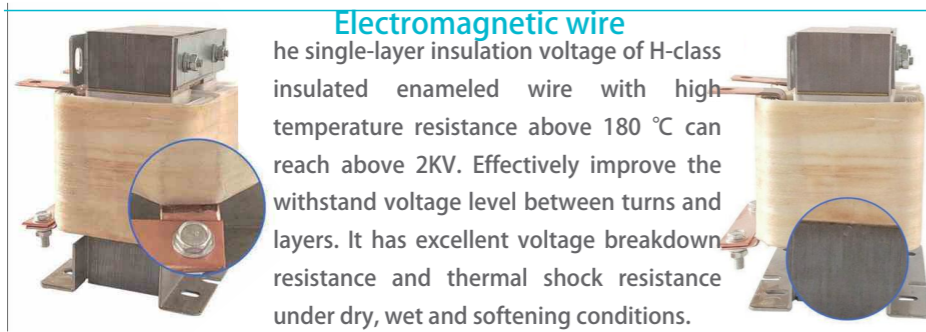 Electromagnetic wire
he single-layer insulation voltage of H-class
insulated enameled wire with high
temperature resistance above 180 ℃ can
reach above 2KV. Effectively improve the
withstand voltage level between turns and
layers. It has excellent voltage breakdown
resistance and thermal shock resistance
under dry, wet and softening conditions.